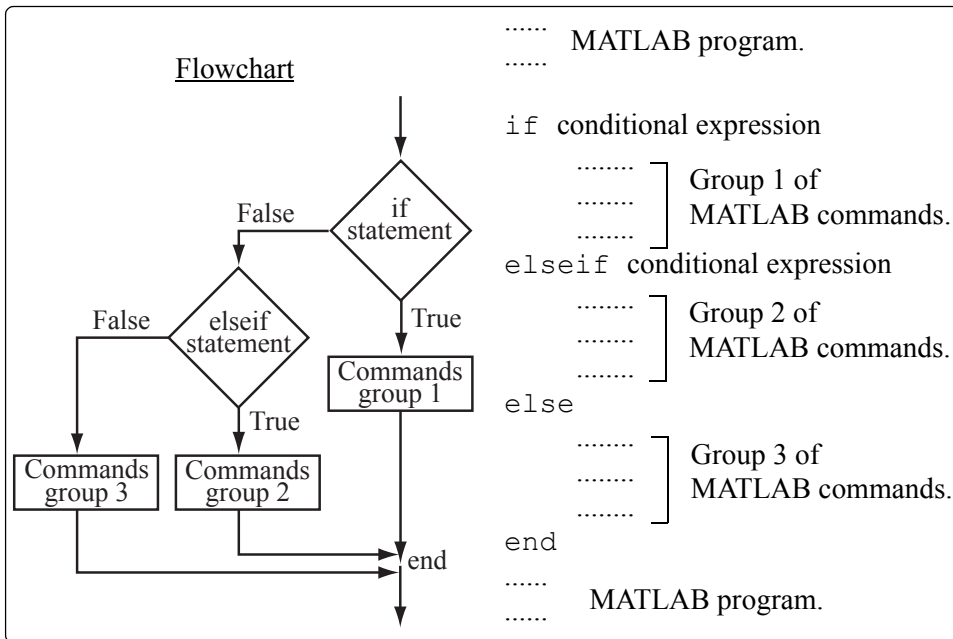 Flowchart
if
statement
False
True
elseif
statement
False
True
Commands
group 1
Commands
group 2
Commands
group 3
end
...... MATLAB program.
......
if conditional expression
........
........ Group 1 of
........ MATLAB commands.
elseif conditional expression
........
........ Group 2 of
........ MATLAB commands.
else
........
........ Group 3 of
........ MATLAB commands.
end
......
...... MATLAB program.